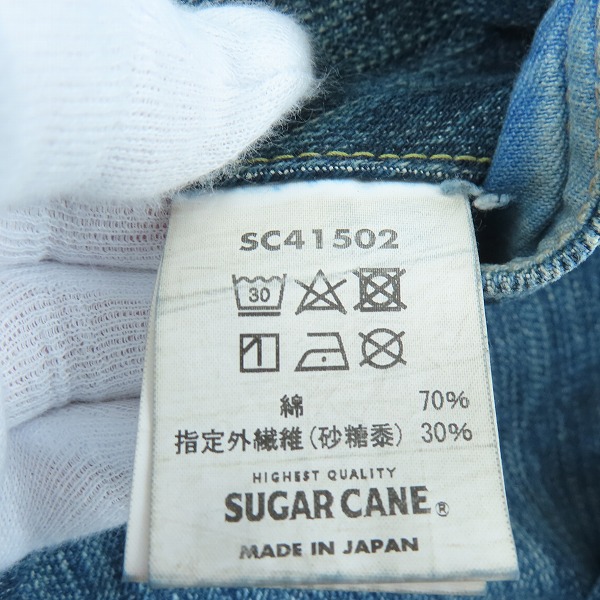 SC41502
30
綿 70%
指定外繊維(砂糖黍) 30%
HIGHEST QUALITY
SUGAR CANE®
MADE IN JAPAN